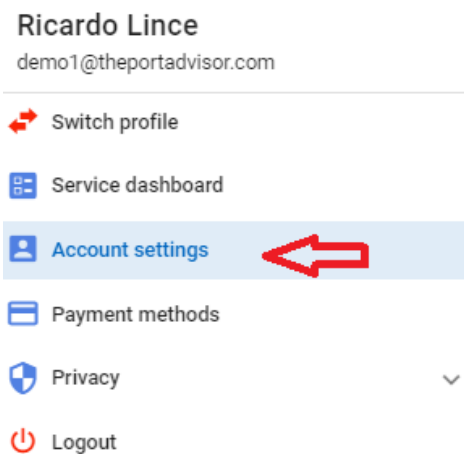 Ricardo Lince
demo1@theportadvisor.com
Switch profile
Service dashboard
Account settings
Payment methods
Privacy
Logout